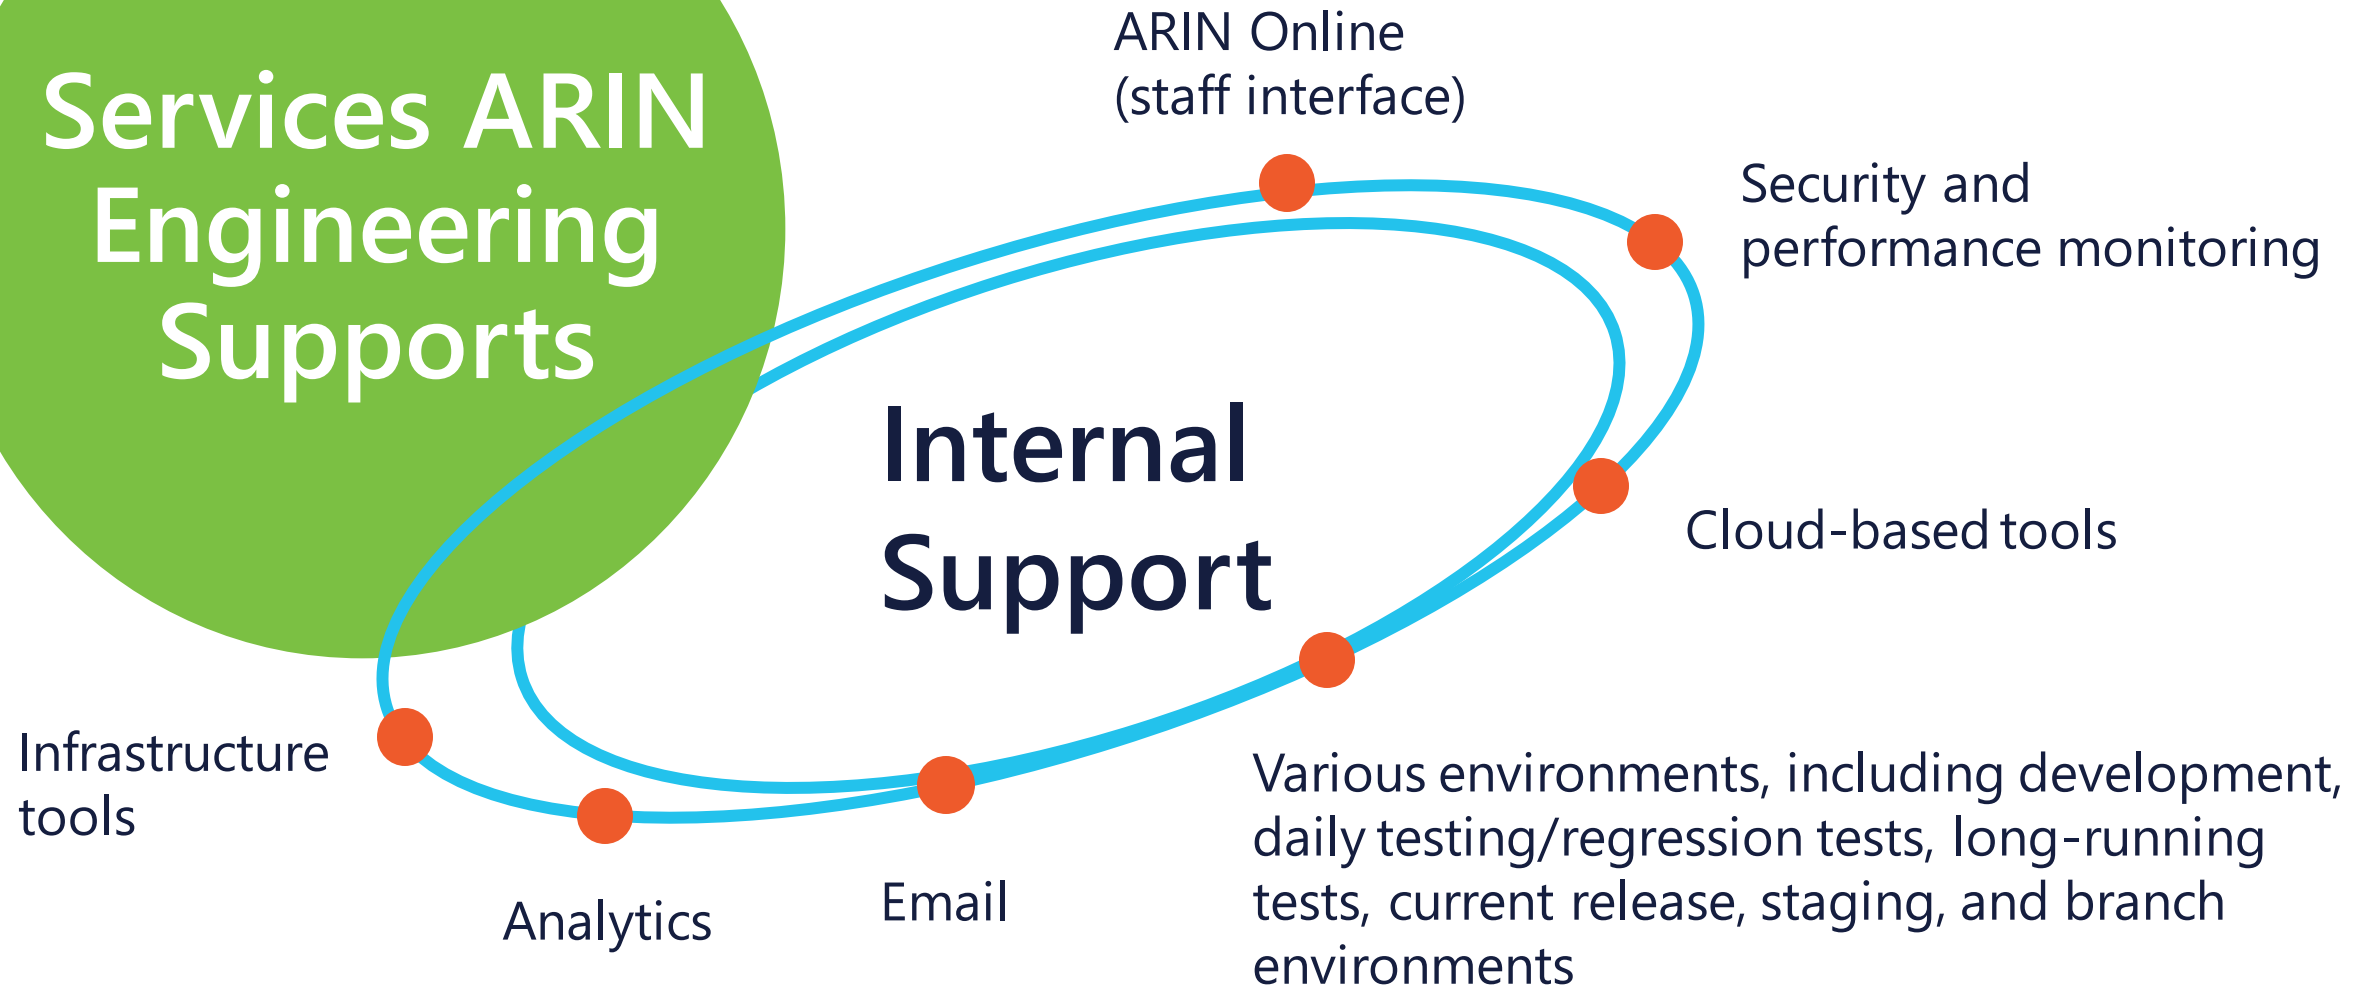 Services ARIN
Engineering
Supports
ARIN Online
(staff interface)
Security and
performance monitoring
Internal
Support
Cloud-based tools
Infrastructure
tools
Analytics
Email
Various environments, including development,
daily testing/regression tests, long-running
tests, current release, staging, and branch
environments